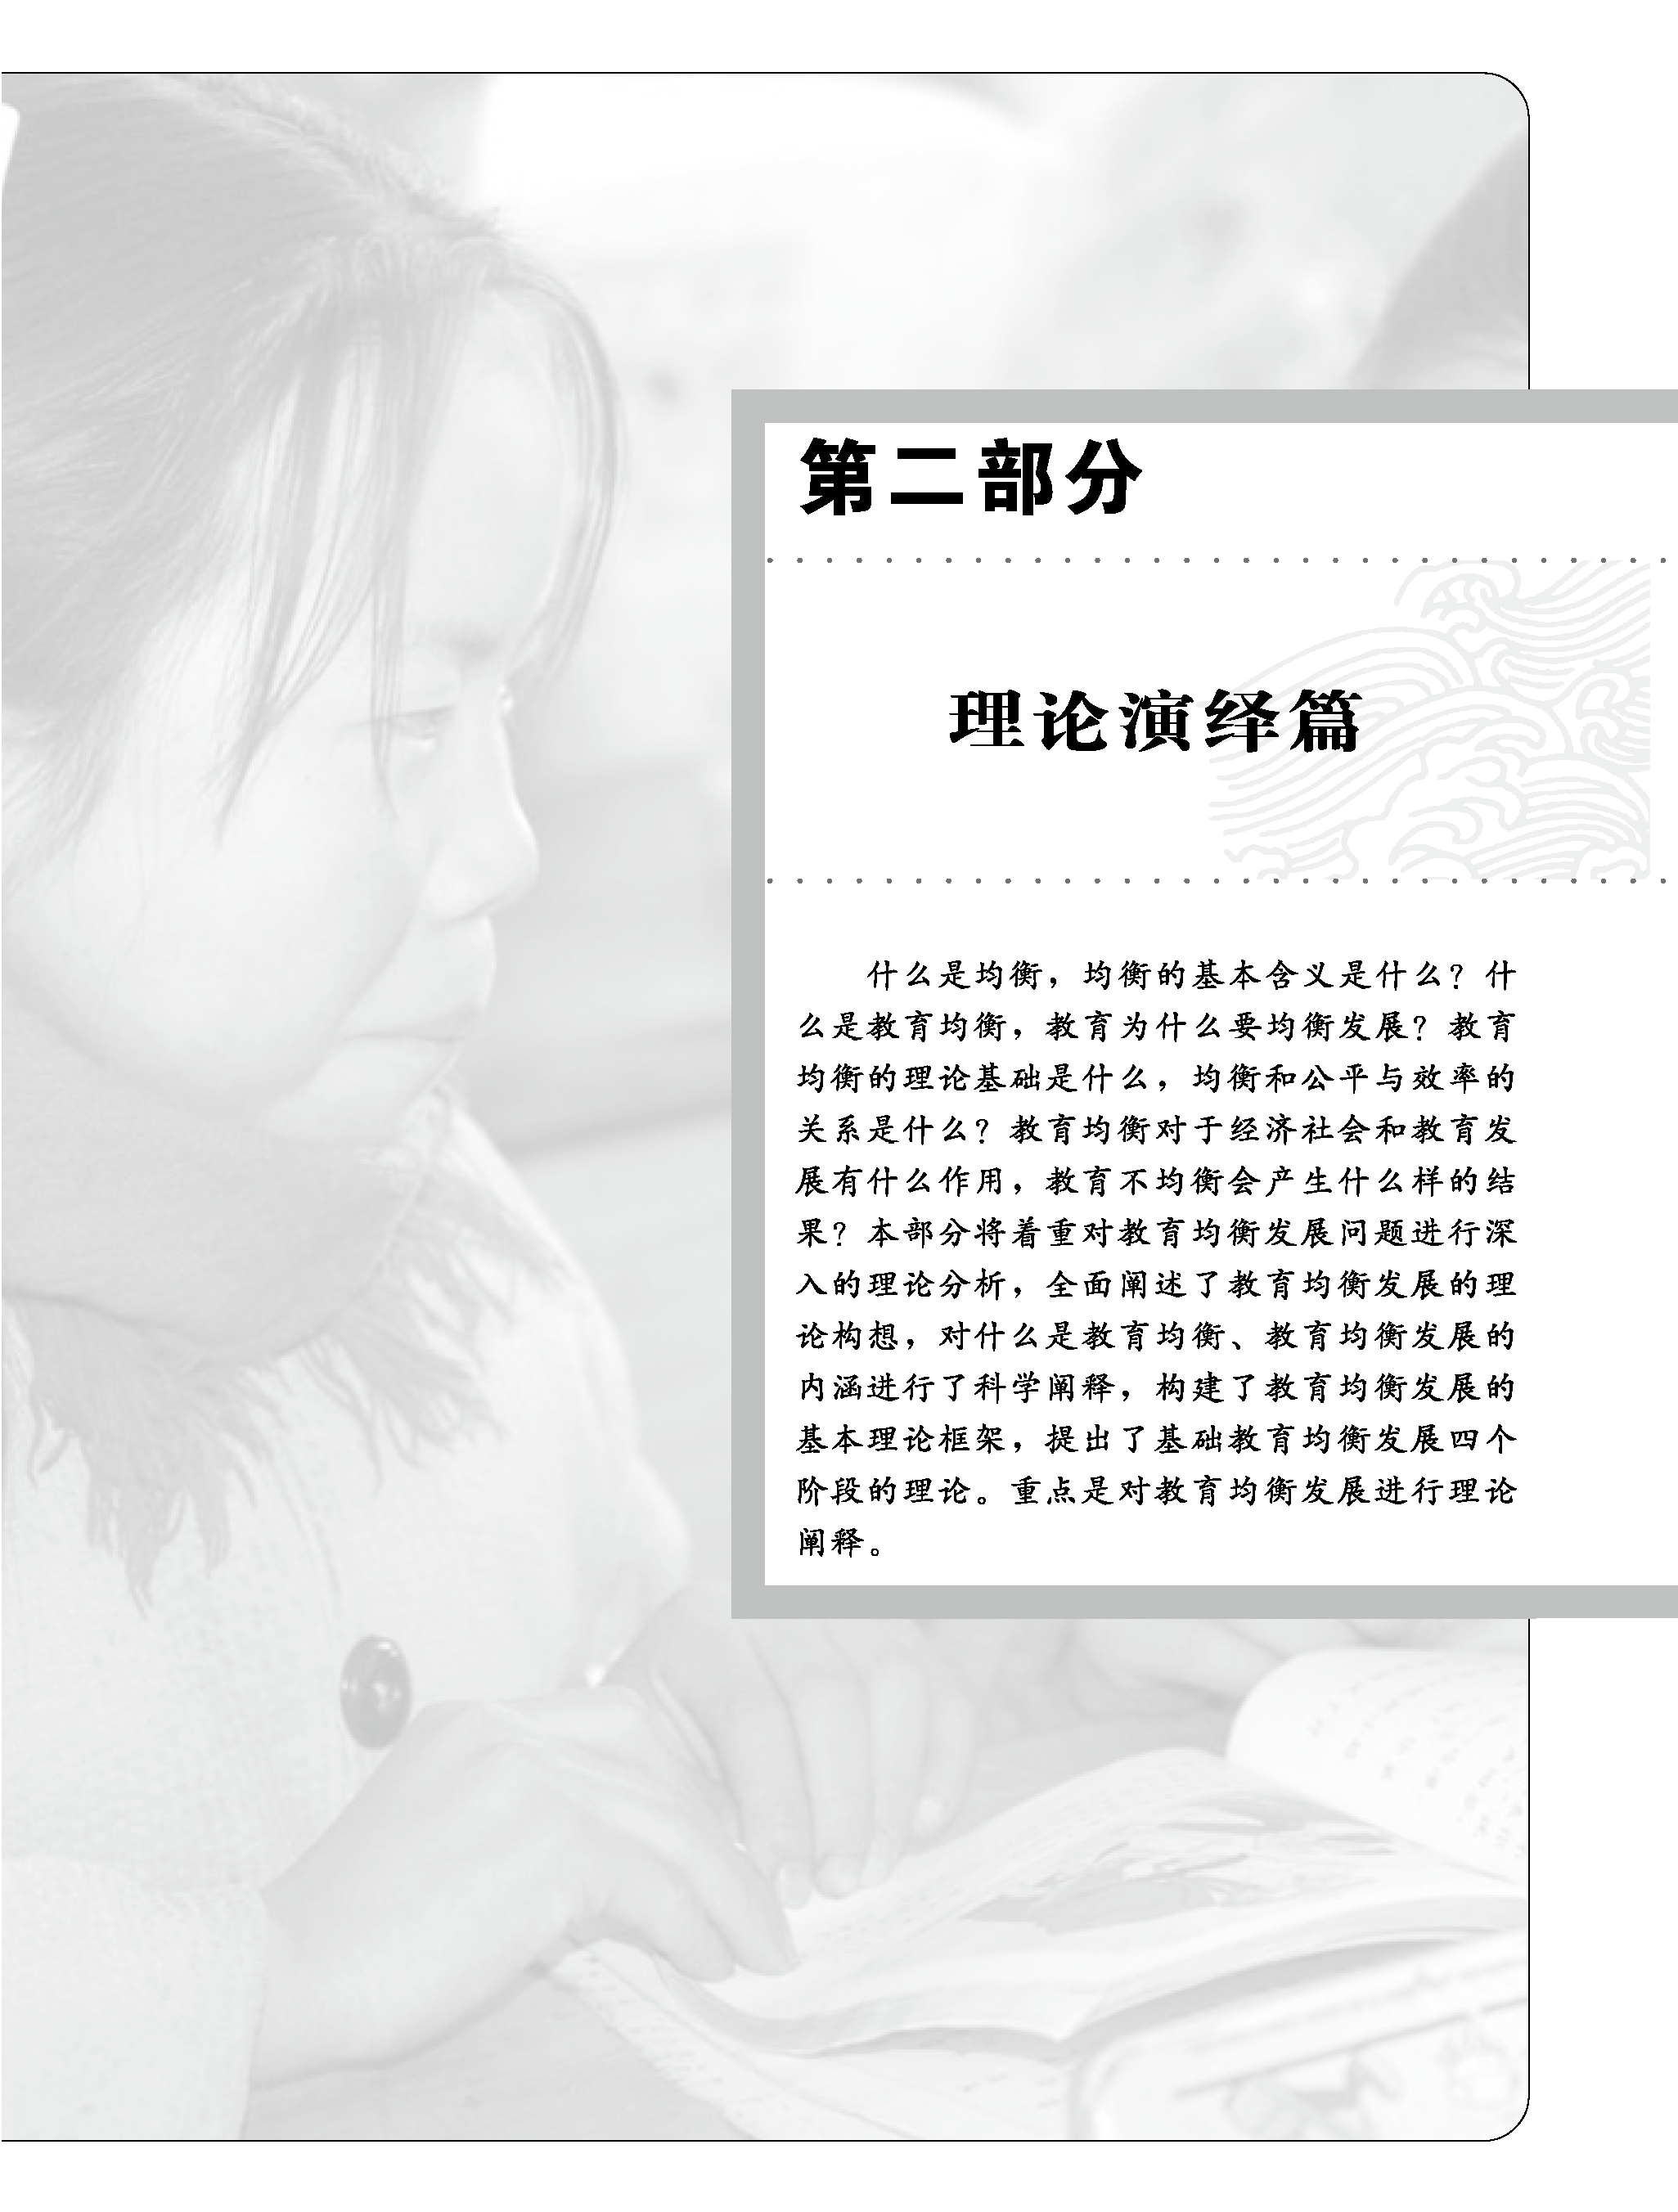 第二部分
理论演绎篇
什么是均衡，均衡的基本含义是什么？什
么是教育均衡，教育为什么要均衡发展？教育
均衡的理论基础是什么，均衡和公平与效率的
关系是什么？教育均衡对于经济社会和教育发
展有什么作用，教育不均衡会产生什么样的结
果？本部分将着重对教育均衡发展问题进行深
入的理论分析，全面阐述了教育均衡发展的理
论构想，对什么是教育均衡、教育均衡发展的
内涵进行了科学阐释，构建了教育均衡发展的
基本理论框架，提出了基础教育均衡发展四个
阶段的理论。重点是对教育均衡发展进行理论
阐释。